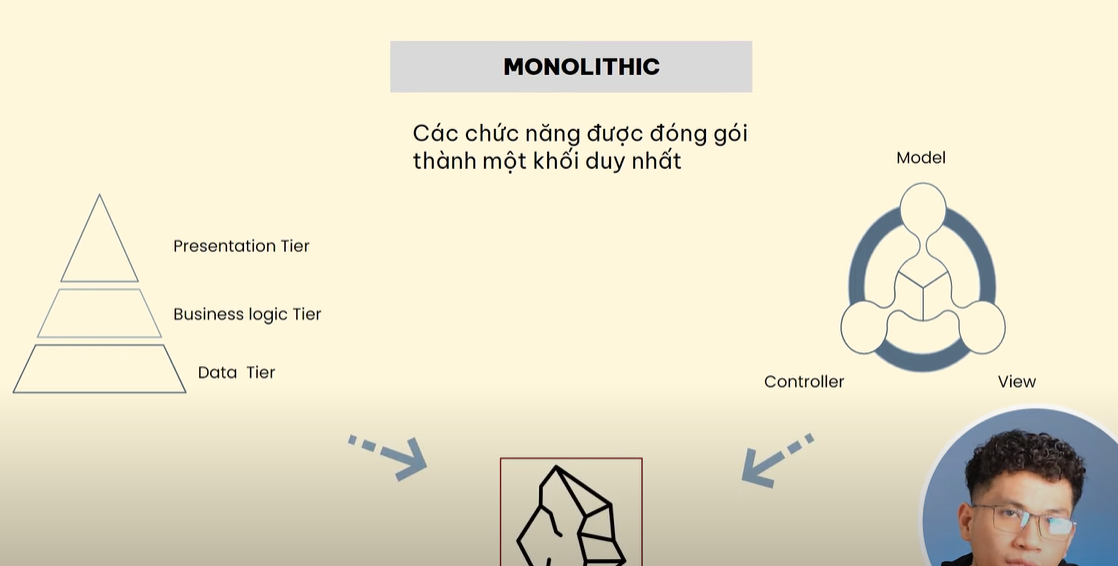 MONOLITHIC
Các chức năng được đóng gói
thành một khối duy nhất
Presentation Tier
Business logic Tier
Data Tier
Model
Controller
View